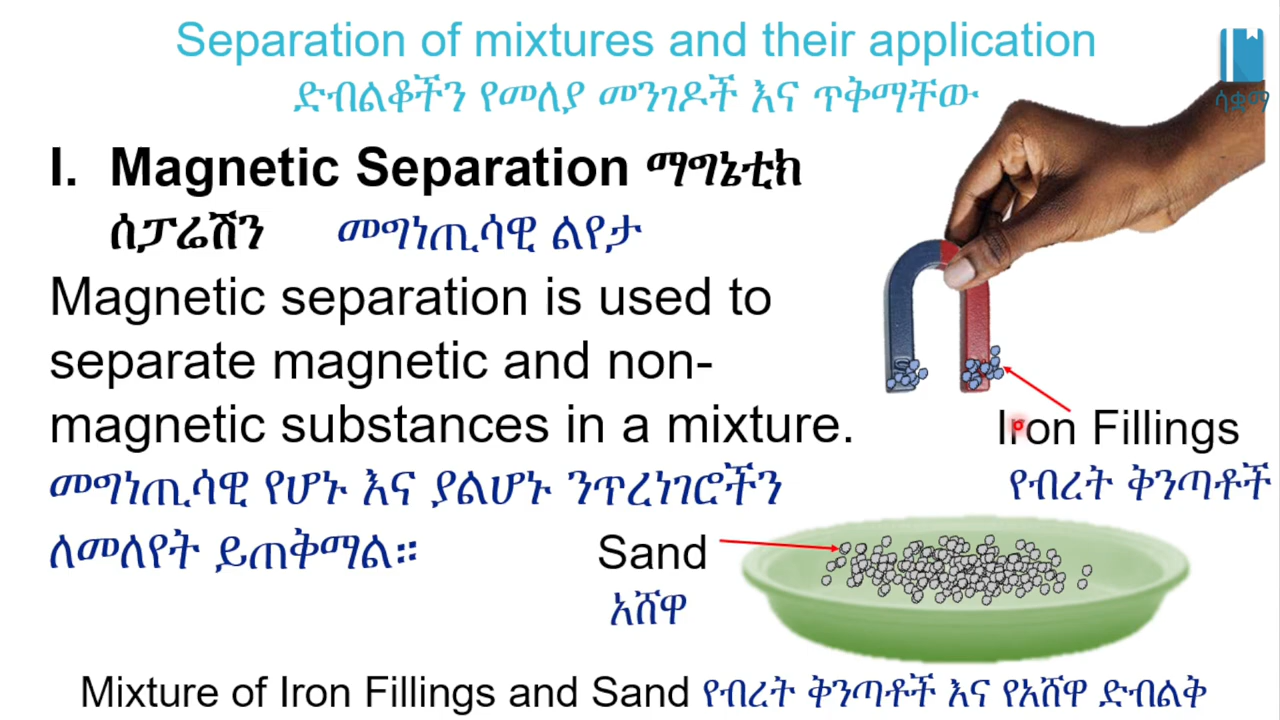 Separation of mixtures and their application
ድብልቆችን የመለያ መንገዶች እና ጥቅማቸው
ሳቋማ
I. Magnetic Separation ማግኔቲክ
ሰፓሬሽን መግነጢሳዊ ልየታ
Magnetic separation is used to
separate magnetic and non-
magnetic substances in a mixture.
መግነጢሳዊ የሆኑ እና ያልሆኑ ንጥረነገሮችን
ለመለየት ይጠቅማል።
Iron Fillings
የብረት ቅንጣቶች
Sand
አሸዋ
Mixture of Iron Fillings and Sand የብረት ቅንጣቶች እና የአሸዋ ድብልቅ